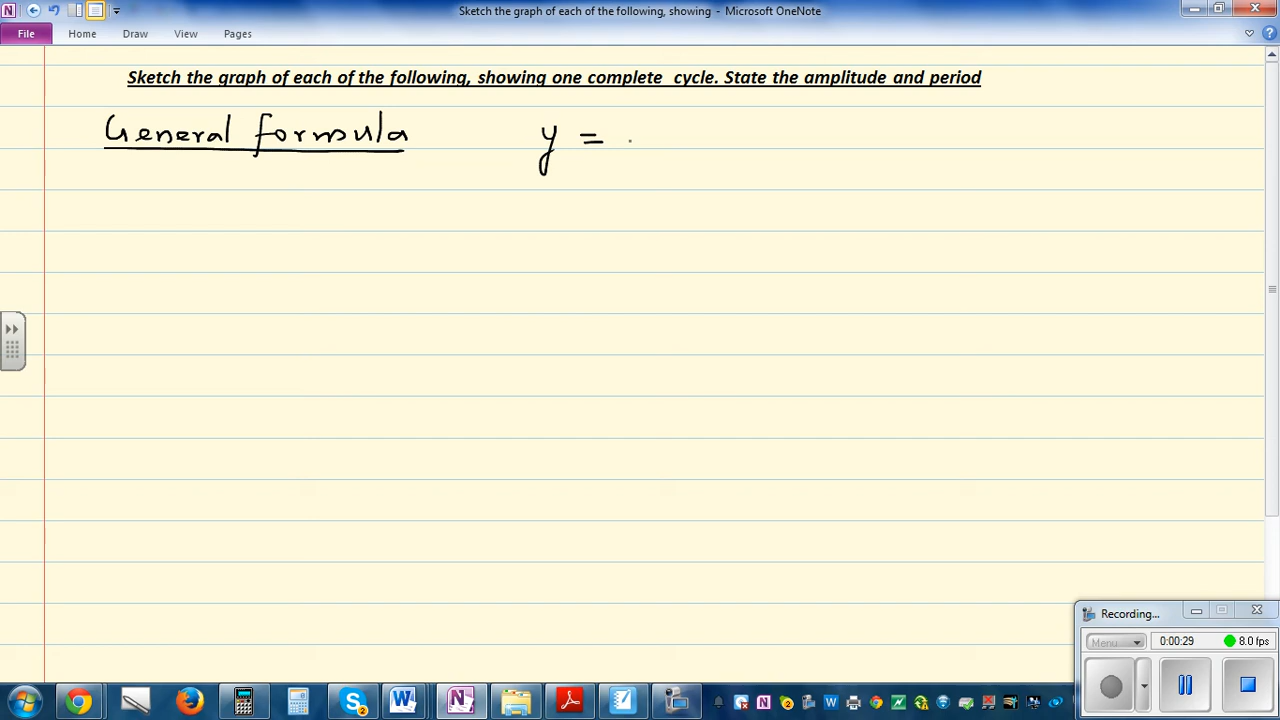 Sketch the graph of each of the following, showing - Microsoft OneNote
File Home Draw View Pages
Sketch the graph of each of the following, showing one complete cycle. State the amplitude and period
General formula y =
Recording...
Menu 0:00:29 8.0 fps